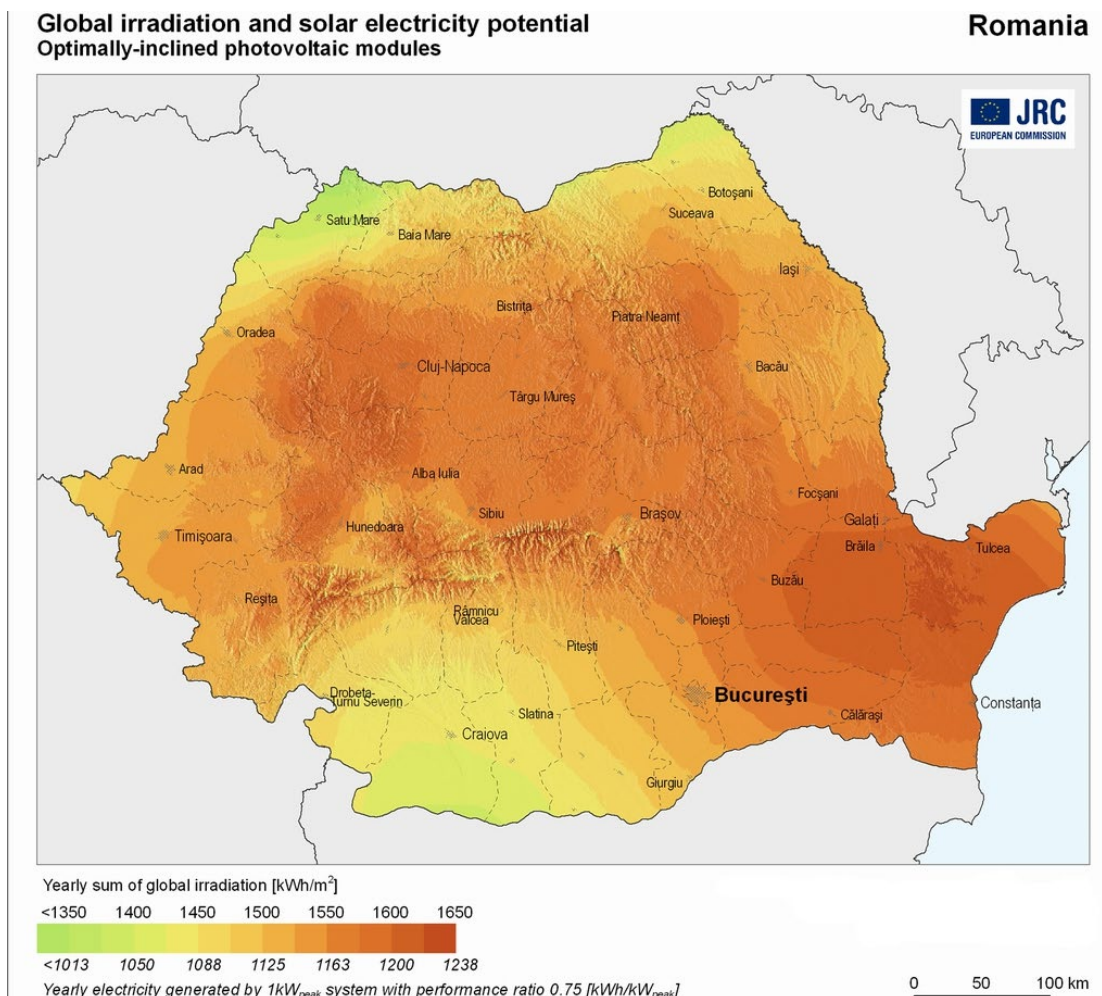 Global irradiation and solar electricity potential
Optimally-inclined photovoltaic modules
Romania
JRC
EUROPEAN COMMISSION
Botoşani
Satu Mare
Suceava
Baia Mare
Iaşi
Bistriţa
Piatra Neamţ
Oradea
Cluj-Napoca
Bacău
Târgu Mureş
Arad
Alba Iulia
Focşani
Sibiu
Braşov
Galaţi
Hunedoara
Timişoara
Brăila
Tulcea
Buzău
Reşiţa
Râmnicu
Vâlcea
Ploieşti
Piteşti
Drobeta-
Turnu Severin
Bucureşti
Constanţa
Slatina
Călăraşi
Craiova
Giurgiu
Yearly sum of global irradiation [kWh/m²]
<1350 1400 1450 1500 1550 1600 1650
<1013 1050 1088 1125 1163 1200 1238
Yearly electricity generated by 1kWpeak system with performance ratio 0.75 [kWh/kWpeak]
0 50 100 km